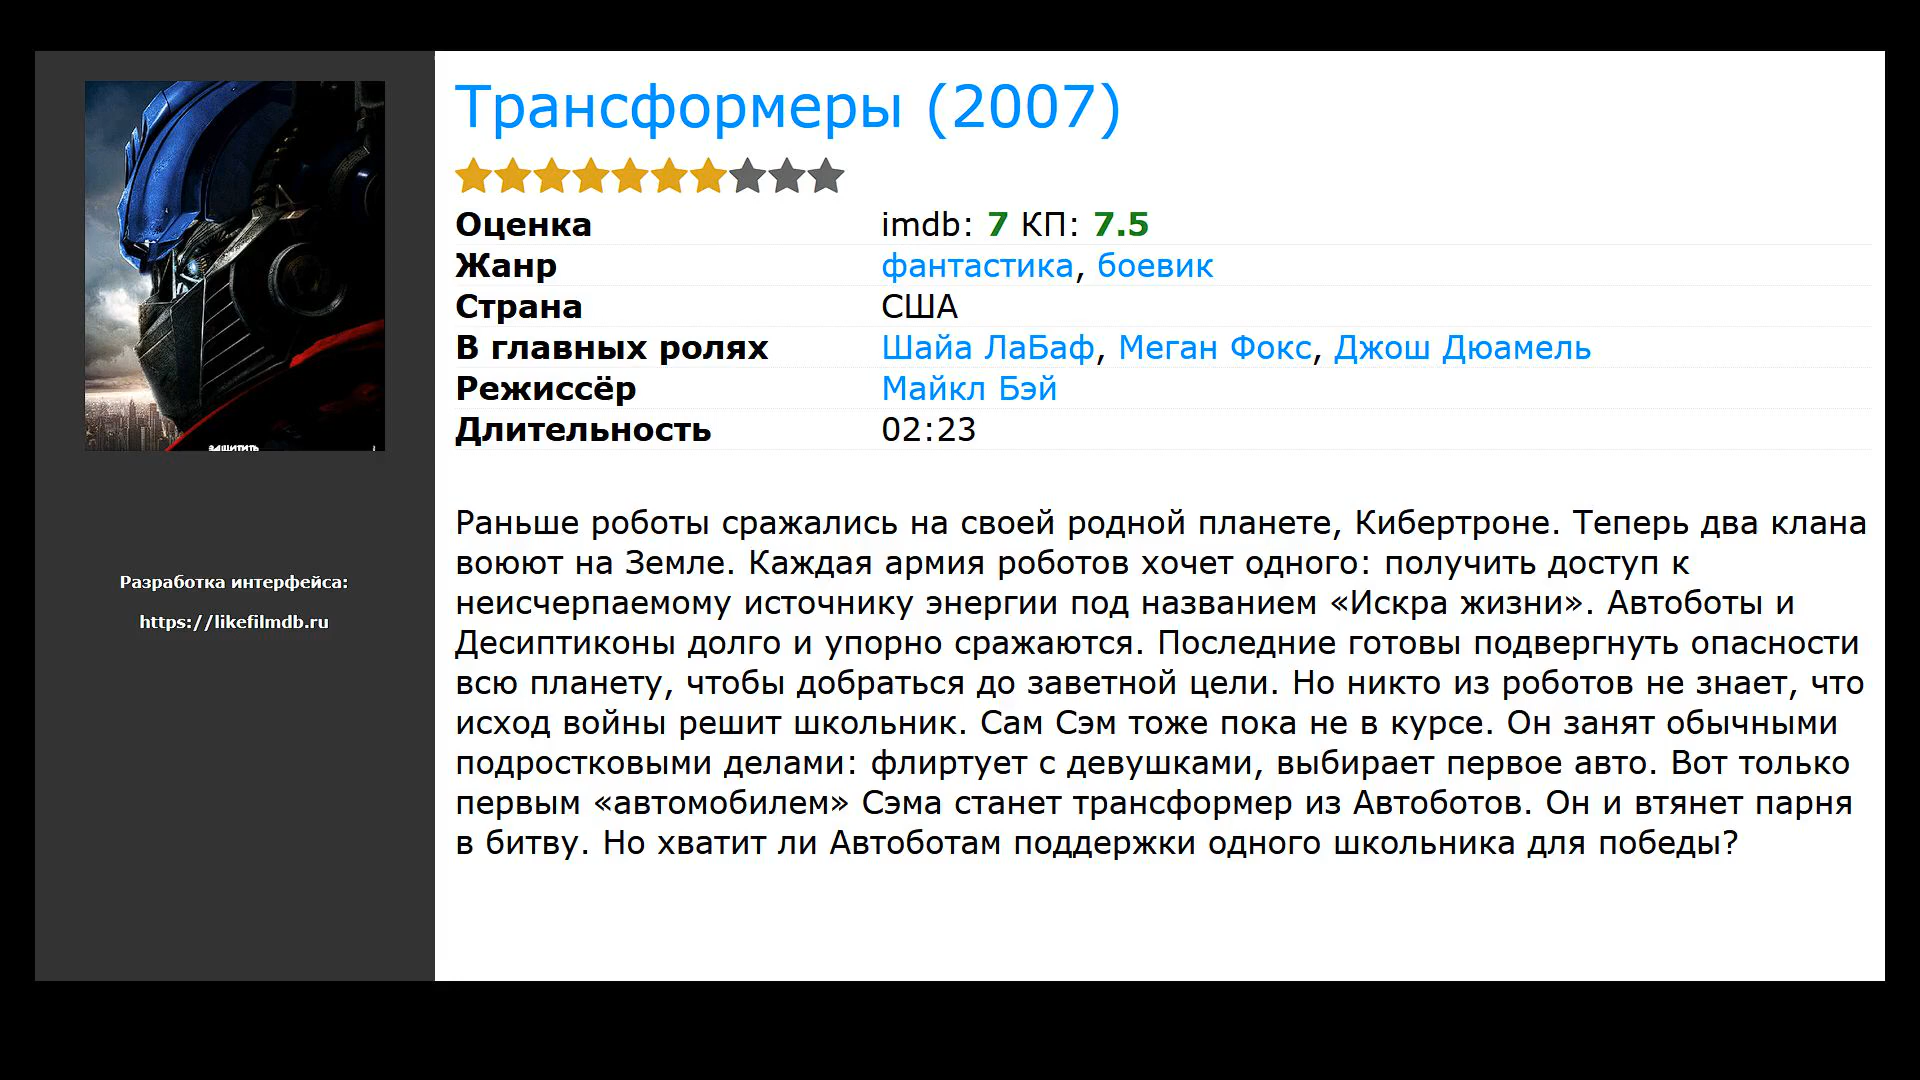 Трансформеры (2007)
Оценка imdb: 7 КП: 7.5
Жанр фантастика, боевик
Страна США
В главных ролях Шайа ЛаБаф, Меган Фокс, Джош Дюамель
Режиссёр Майкл Бэй
Длительность 02:23
Раньше роботы сражались на своей родной планете, Кибертроне. Теперь два клана
воюют на Земле. Каждая армия роботов хочет одного: получить доступ к
неисчерпаемому источнику энергии под названием «Искра жизни». Автоботы и
Десиптиконы долго и упорно сражаются. Последние готовы подвергнуть опасности
всю планету, чтобы добраться до заветной цели. Но никто из роботов не знает, что
исход войны решит школьник. Сам Сэм тоже пока не в курсе. Он занят обычными
подростковыми делами: флиртует с девушками, выбирает первое авто. Вот только
первым «автомобилем» Сэма станет трансформер из Автоботов. Он и втянет парня
в битву. Но хватит ли Автоботам поддержки одного школьника для победы?
ЗАЩИТИТЬ
Разработка интерфейса:
https://likefilmdb.ru